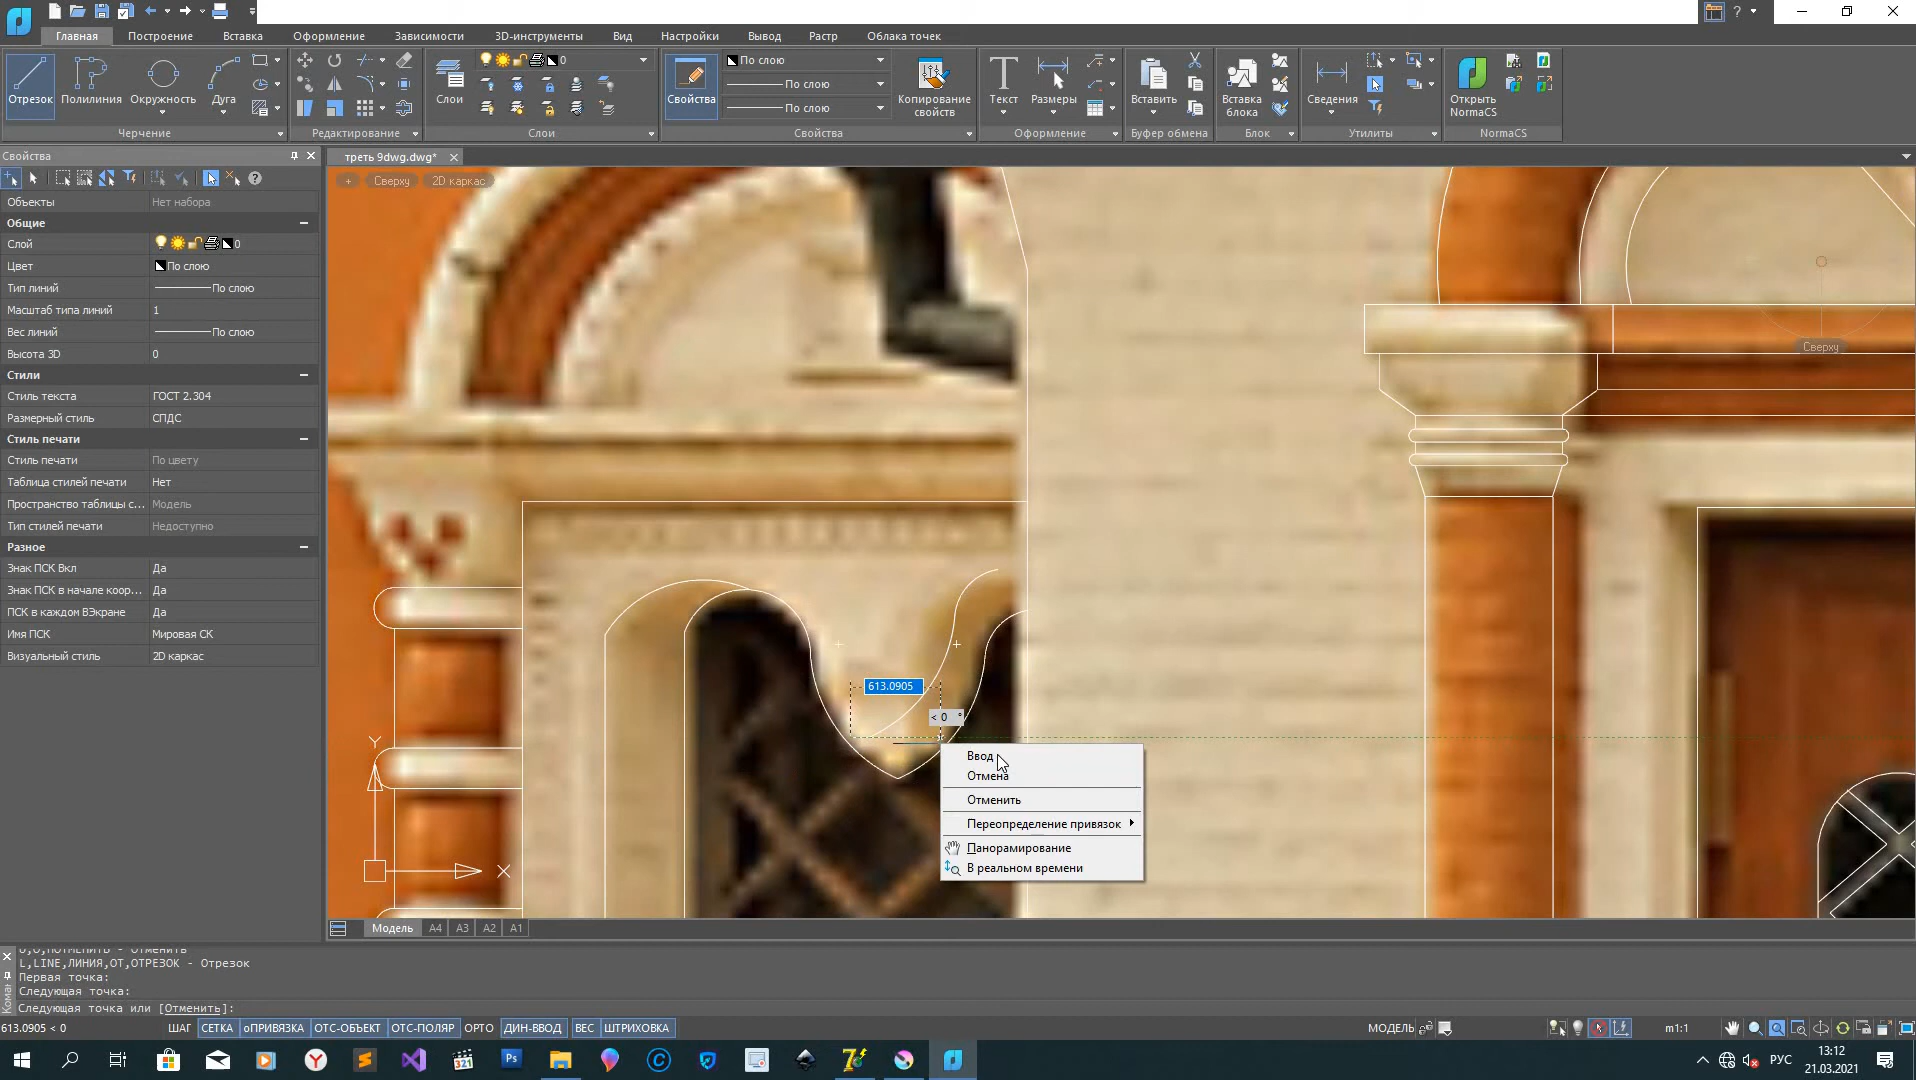 ?
Главная
Построение
Вставка
Оформление
Зависимости
3D-инструменты
Вид
Настройки
Вывод
Растр
Облака точек
Отрезок
Полилиния
Окружность
Дуга
Черчение
Редактирование
Слои
0
Слои
Свойства
По слою
По слою
По слою
Копирование
свойств
Свойства
Текст
Размеры
Оформление
Вставить
Буфер обмена
Вставка
блока
Блок
Сведения
Утилиты
Открыть
NormaCS
NormaCS
Свойства
треть 9dwg.dwg*
+
Сверху
2D каркас
Объекты Нет набора
Общие
Слой 0
Цвет По слою
Тип линий По слою
Масштаб типа линий 1
Вес линий По слою
Высота 3D 0
Стили
Стиль текста ГОСТ 2.304
Размерный стиль СПДС
Стиль печати
Стиль печати По цвету
Таблица стилей печати Нет
Пространство таблицы с... Модель
Тип стилей печати Недоступно
Разное
Знак ПСК Вкл Да
Знак ПСК в начале коор... Да
ПСК в каждом ВЭкране Да
Имя ПСК Мировая СК
Визуальный стиль 2D каркас
Сверху
613.0905
< 0 °
Ввод
Отмена
Отменить
Переопределение привязок
Панорамирование
В реальном времени
Y
X
Модель
A4
A3
A2
A1
L,LINE,ЛИНИЯ,ОТ,ОТРЕЗОК - Отрезок
Первая точка:
Следующая точка:
Следующая точка или [Отменить]:
613.0905 < 0
ШАГ
СЕТКА
оПРИВЯЗКА
ОТС-ОБЪЕКТ
ОТС-ПОЛЯР
ОРТО
ДИН-ВВОД
ВЕС
ШТРИХОВКА
МОДЕЛЬ
m1:1
Ps
321
РУС
13:12
21.03.2021